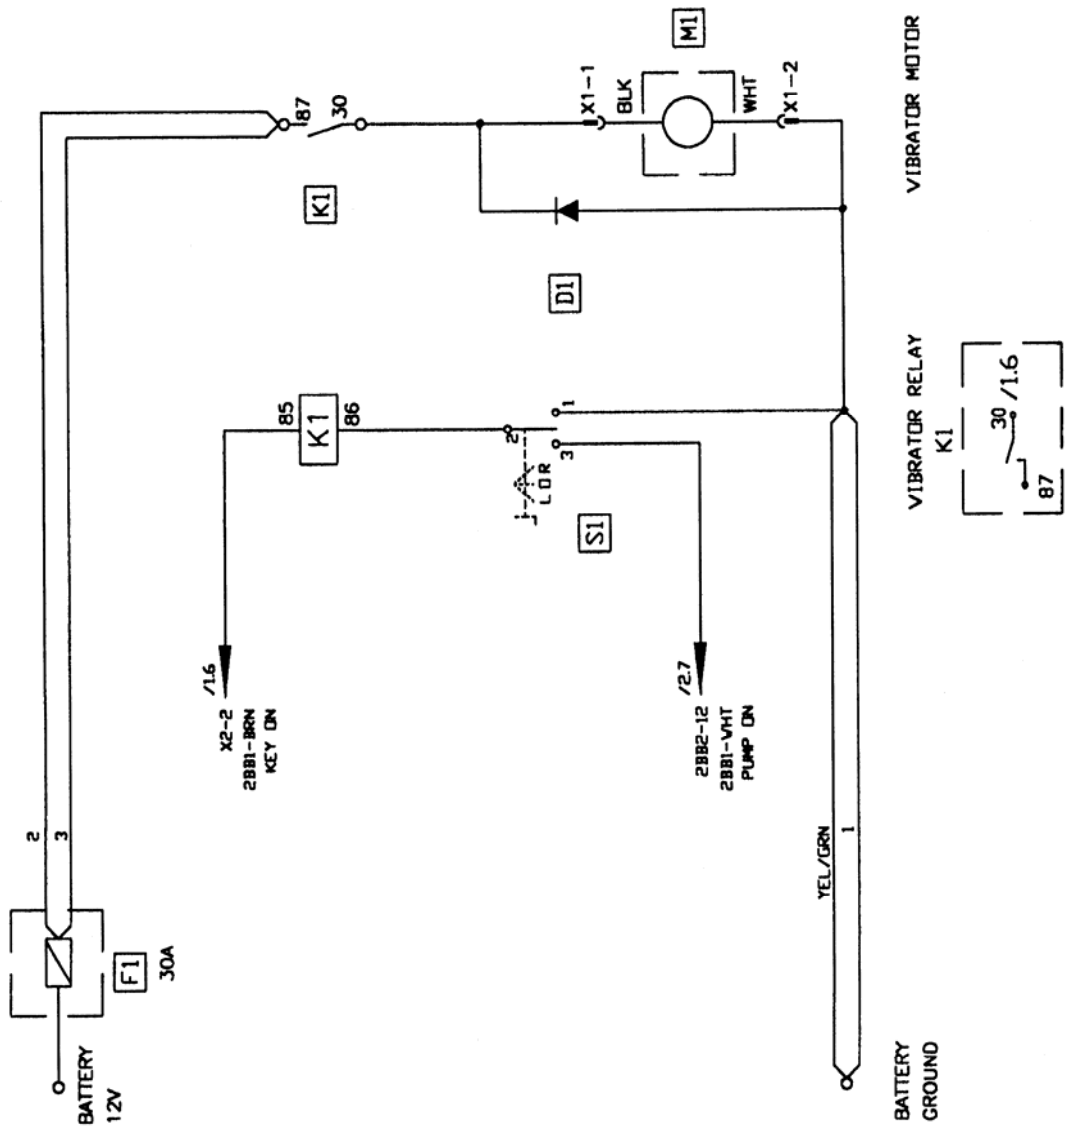 BATTERY
12V
F1
30A
2
3
87
30
K1
X1-1
BLK
M1
WHT
X1-2
VIBRATOR MOTOR
D1
X2-2 /1.6
2BB1-BRN
KEY ON
85
K1
86
2
1
3
LOR
S1
2BB2-12 /2.7
2BB1-WHT
PUMP ON
VIBRATOR RELAY
K1
30 /1.6
87
YEL/GRN
1
BATTERY
GROUND